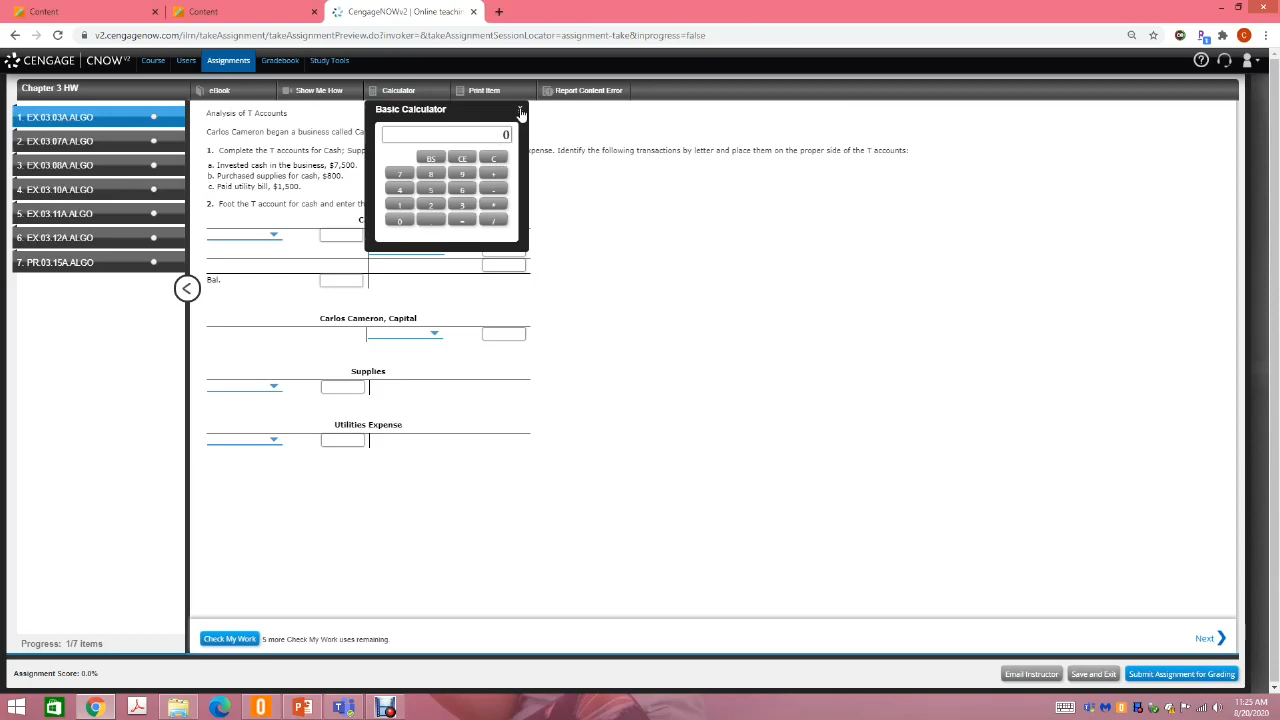 Content
Content
CengageNOWv2 | Online teachin
v2.cengagenow.com/ilrn/takeAssignment/takeAssignmentPreview.do?invoker=&takeAssignmentSessionLocator=assignment-take&inprogress=false
CENGAGE CNOWv2 Course Users Assignments Gradebook Study Tools
Chapter 3 HW
eBook Show Me How Calculator Print Item Report Content Error
1. EX.03.03A.ALGO
2. EX.03.07A.ALGO
3. EX.03.08A.ALGO
4. EX.03.10A.ALGO
5. EX.03.11A.ALGO
6. EX.03.12A.ALGO
7. PR.03.15A.ALGO
Analysis of T Accounts
Carlos Cameron began a business called Ca
1. Complete the T accounts for Cash; Supp
pense. Identify the following transactions by letter and place them on the proper side of the T accounts:
a. Invested cash in the business, $7,500.
b. Purchased supplies for cash, $800.
c. Paid utility bill, $1,500.
2. Foot the T account for cash and enter th
C
Basic Calculator
0
BS CE C
7 8 9 +
4 5 6 -
1 2 3 *
0 . = /
Bal.
Carlos Cameron, Capital
Supplies
Utilities Expense
Progress: 1/7 items
Check My Work 5 more Check My Work uses remaining.
Next
Assignment Score: 0.0%
Email Instructor Save and Exit Submit Assignment for Grading
11:25 AM
8/20/2020